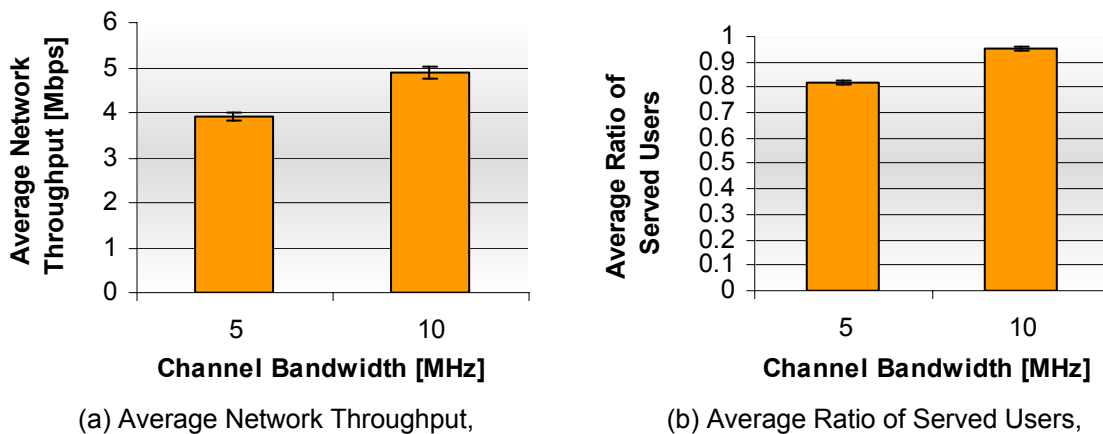 Average Network
Throughput [Mbps]
6
5
4
3
2
1
0
5
10
Channel Bandwidth [MHz]
(a) Average Network Throughput,
Average Ratio of
Served Users
1
0.9
0.8
0.7
0.6
0.5
0.4
0.3
0.2
0.1
0
5
10
Channel Bandwidth [MHz]
(b) Average Ratio of Served Users,